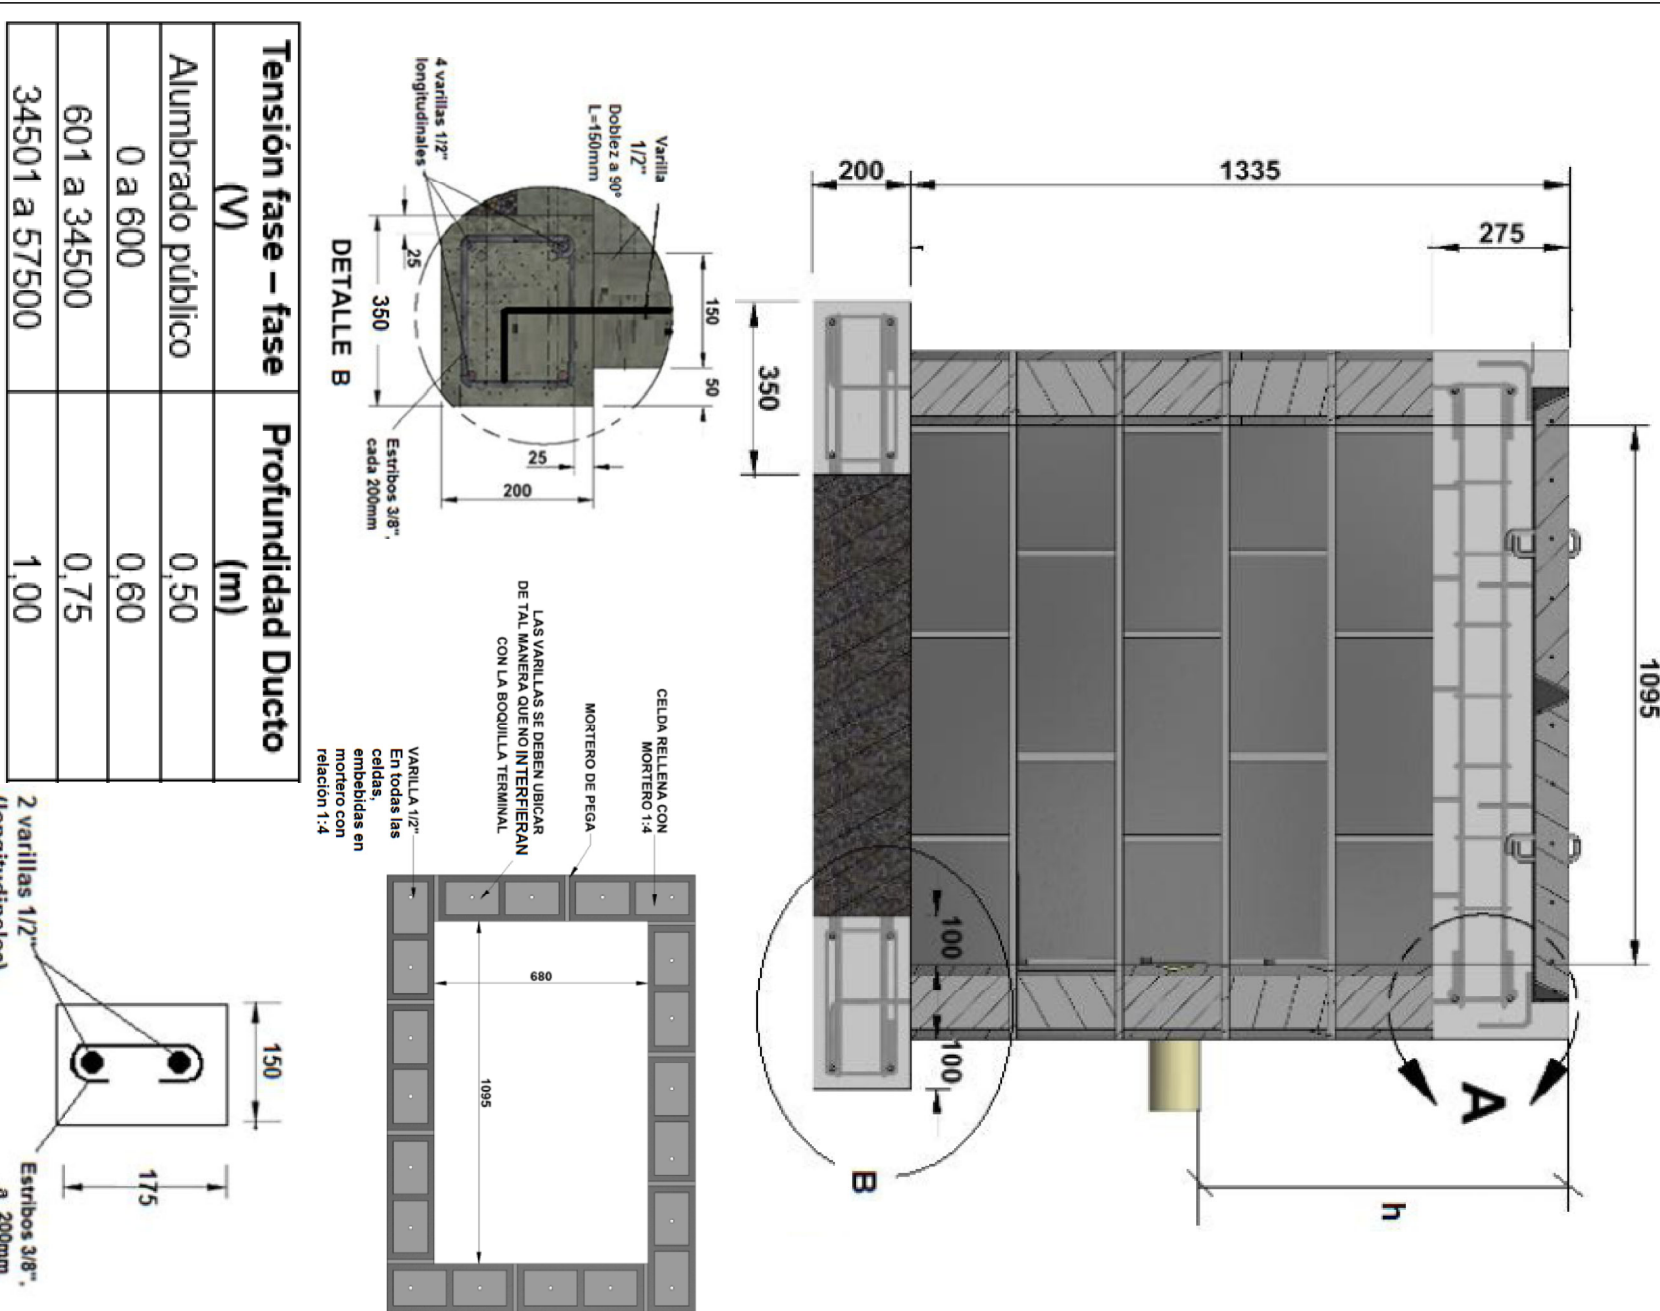 1095
275
1335
200
h
A
350
100
100
B
Varilla
1/2"
Doblez a 90°
L=150mm
4 varillas 1/2"
longitudinales
150
50
25
350
25
200
Estribos 3/8",
cada 200mm
DETALLE B
CELDA RELLENA CON
MORTERO 1:4
MORTERO DE PEGA
LAS VARILLAS SE DEBEN UBICAR
DE TAL MANERA QUE NO INTERFIERAN
CON LA BOQUILLA TERMINAL
VARILLA 1/2"
En todas las
celdas,
embebidas en
mortero con
relación 1:4
680
1095
Tensión fase – fase (V) Profundidad Ducto (m)
Alumbrado público 0,50
0 a 600 0,60
601 a 34500 0,75
34501 a 57500 1,00
150
175
2 varillas 1/2"
Estribos 3/8",
200mm